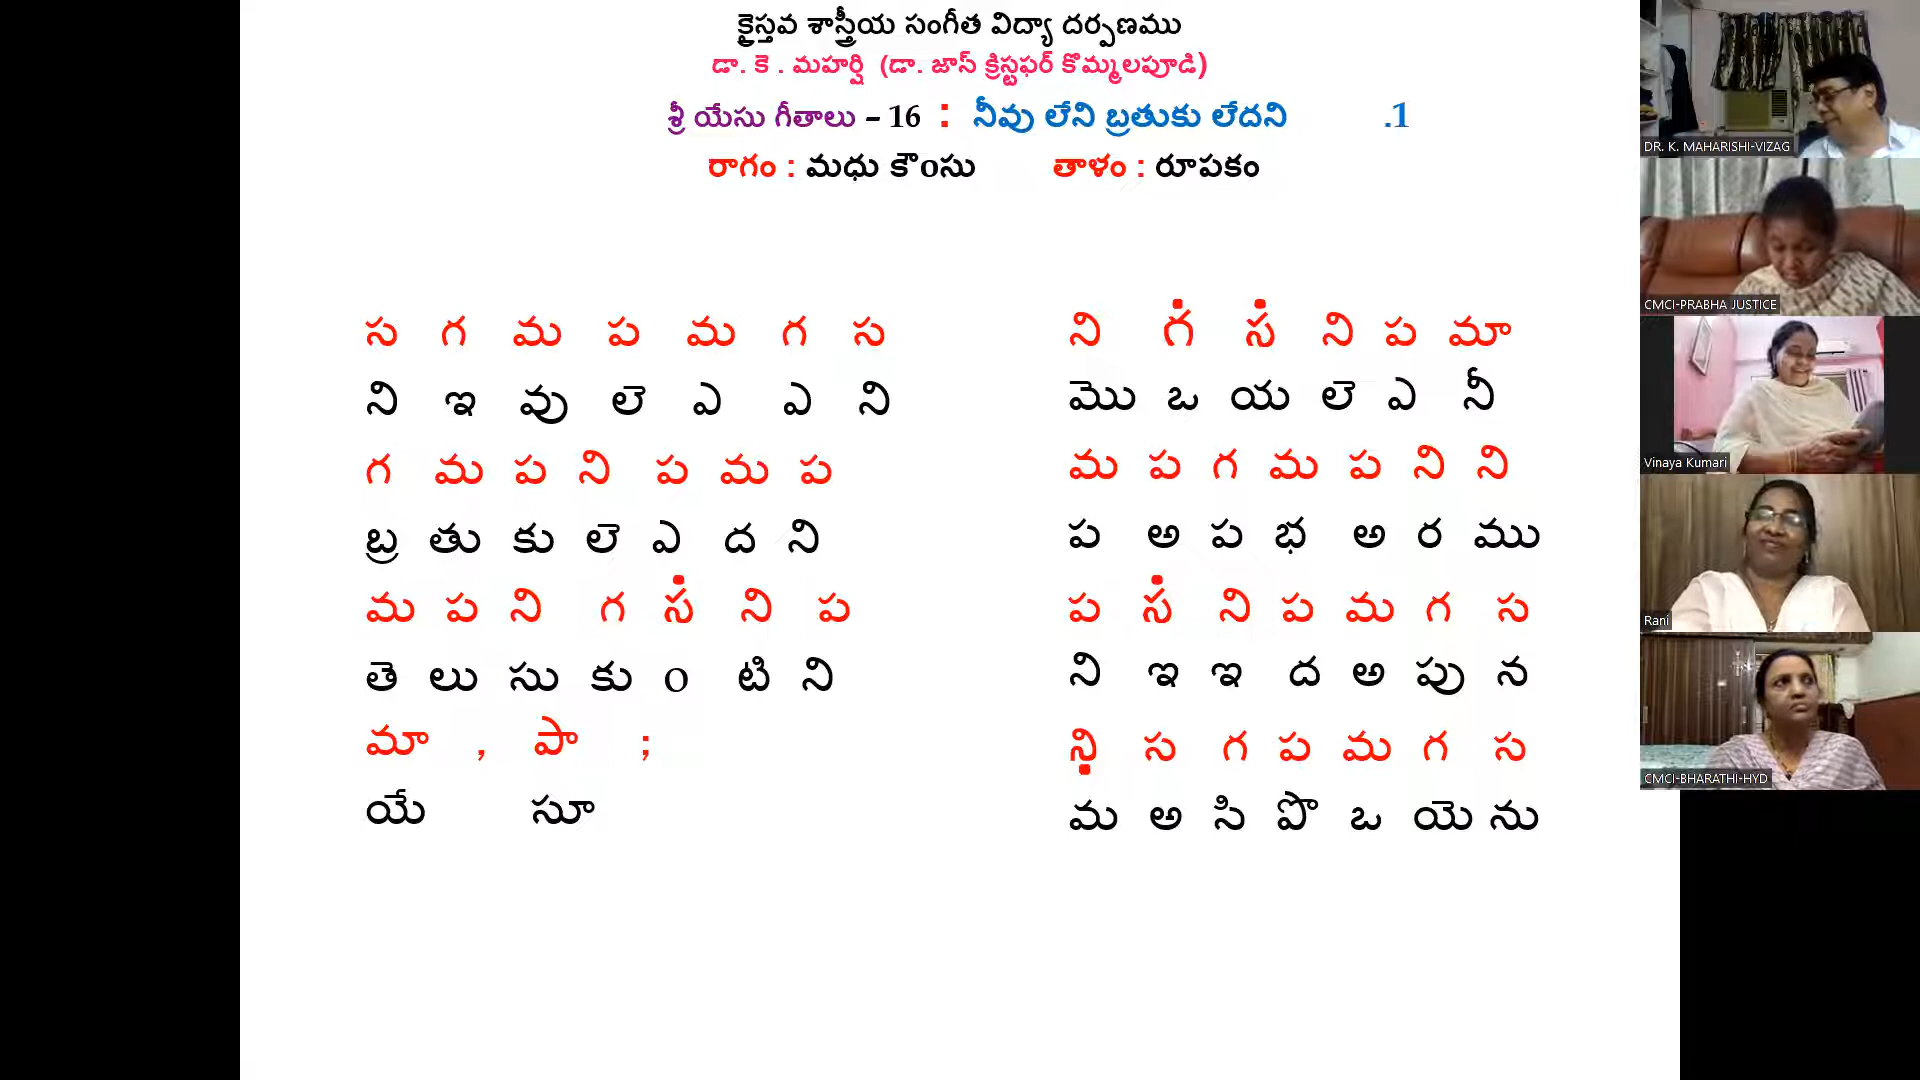 క్రైస్తవ శాస్త్రీయ సంగీత విద్యా దర్పణము
డా. కె . మహర్షి (డా. జాస్ క్రిస్టఫర్ కొమ్మలపూడి)
శ్రీ యేసు గీతాలు – 16 : నీవు లేని బ్రతుకు లేదని .1
రాగం : మధు కౌంసు తాళం : రూపకం
స గ మ ప మ గ స
ని ఇ వు లె ఎ ఎ ని
గ మ ప ని ప మ ప
బ్ర తు కు లె ఎ ద ని
మ ప ని గ స̇ ని ప
తె లు సు కు ం టి ని
మా , పా ;
యే సూ
ని గ̇ స̇ ని ప మా
మొ ఒ య లె ఎ నీ
మ ప గ మ ప ని ని
ప అ ప భ అ ర ము
ప స̇ ని ప మ గ స
ని ఇ ఇ ద అ పు న
ని̣ స గ ప మ గ స
మ అ సి పొ ఒ యె ను
DR. K. MAHARISHI-VIZAG
CMCI-PRABHA JUSTICE
Vinaya Kumari
Rani
CMCI-BHARATHI-HYD